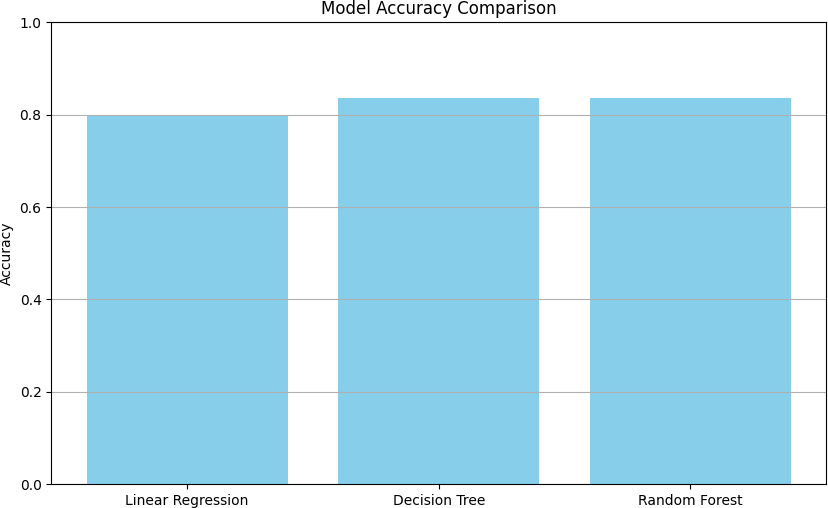 Model Accuracy Comparison
1.0
0.8
0.6
0.4
0.2
0.0
Accuracy
Linear Regression
Decision Tree
Random Forest